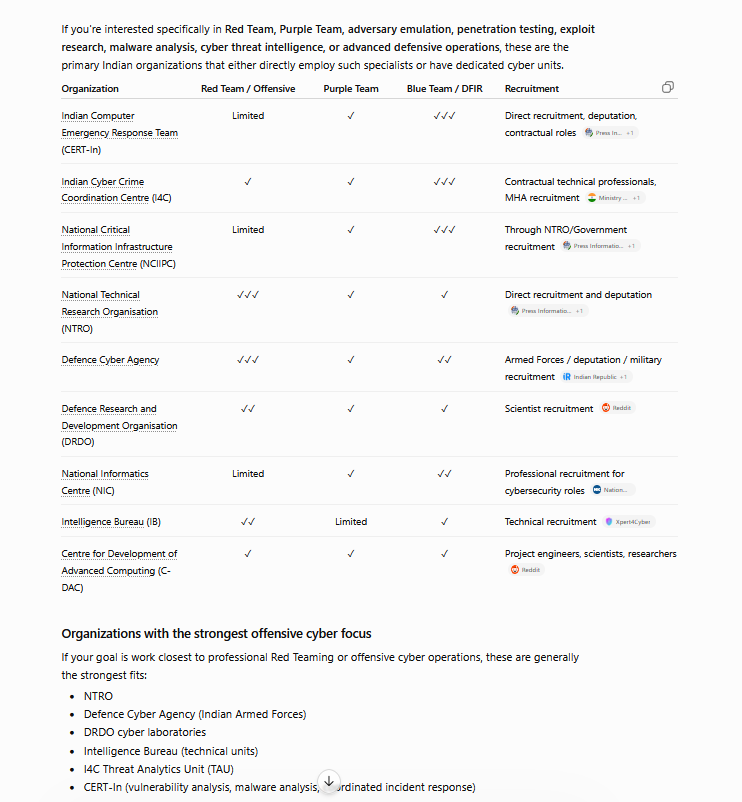 If you're interested specifically in Red Team, Purple Team, adversary emulation, penetration testing, exploit
research, malware analysis, cyber threat intelligence, or advanced defensive operations, these are the
primary Indian organizations that either directly employ such specialists or have dedicated cyber units.
Organization Red Team / Offensive Purple Team Blue Team / DFIR Recruitment
Indian Computer Limited ✓ ✓✓✓ Direct recruitment, deputation,
Emergency Response Team contractual roles Press In... +1
(CERT-In)
Indian Cyber Crime ✓ ✓ ✓✓✓ Contractual technical professionals,
Coordination Centre (I4C) MHA recruitment Ministry ... +1
National Critical Limited ✓ ✓✓✓ Through NTRO/Government
Information Infrastructure recruitment Press Informatio... +1
Protection Centre (NCIIPC)
National Technical ✓✓✓ ✓ ✓ Direct recruitment and deputation
Research Organisation Press Informatio... +1
(NTRO)
Defence Cyber Agency ✓✓✓ ✓ ✓✓ Armed Forces / deputation / military
recruitment iR Indian Republic +1
Defence Research and ✓✓ ✓ ✓ Scientist recruitment Reddit
Development Organisation
(DRDO)
National Informatics Limited ✓ ✓✓ Professional recruitment for
Centre (NIC) cybersecurity roles Nation...
Intelligence Bureau (IB) ✓✓ Limited ✓ Technical recruitment Xpert4Cyber
Centre for Development of ✓ ✓ ✓ Project engineers, scientists, researchers
Advanced Computing (C- Reddit
DAC)
Organizations with the strongest offensive cyber focus
If your goal is work closest to professional Red Teaming or offensive cyber operations, these are generally
the strongest fits:
• NTRO
• Defence Cyber Agency (Indian Armed Forces)
• DRDO cyber laboratories
• Intelligence Bureau (technical units)
• I4C Threat Analytics Unit (TAU)
• CERT-In (vulnerability analysis, malware analysis, rdinated incident response)